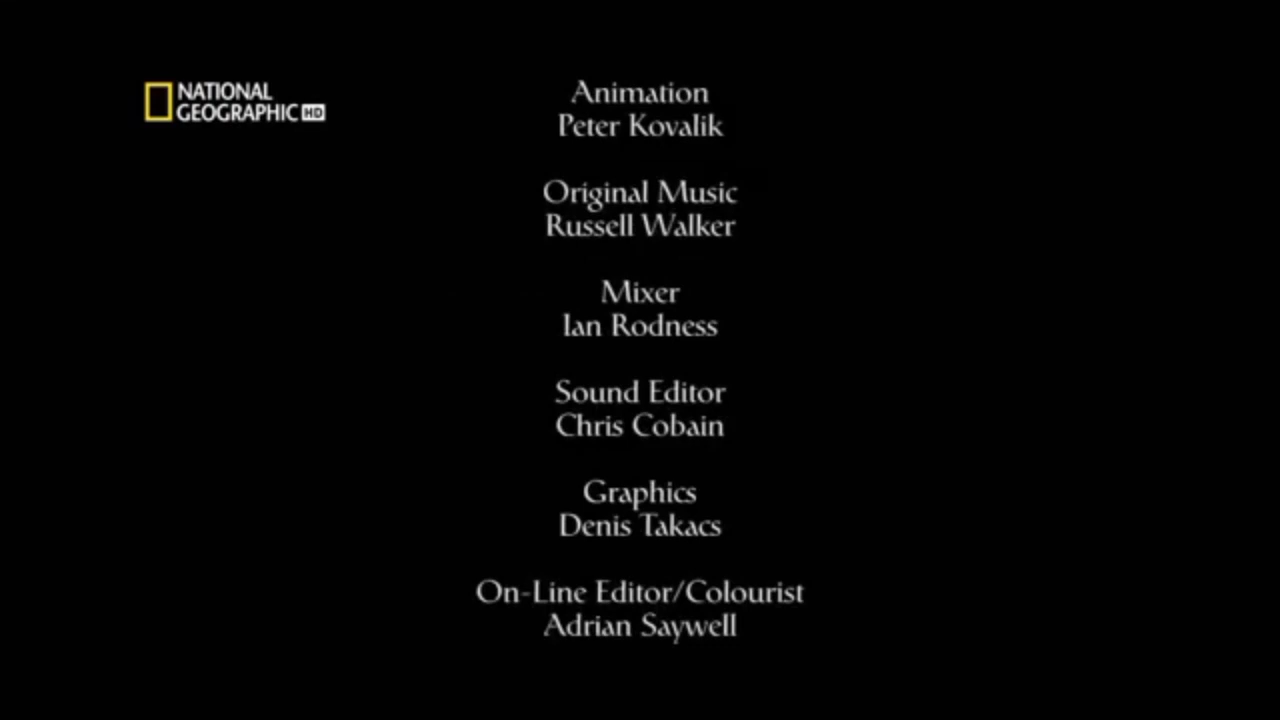 NATIONAL
GEOGRAPHIC HD
Animation
Peter Kovalik
Original Music
Russell Walker
Mixer
Ian Rodness
Sound Editor
Chris Cobain
Graphics
Denis Takacs
On-Line Editor/Colourist
Adrian Saywell